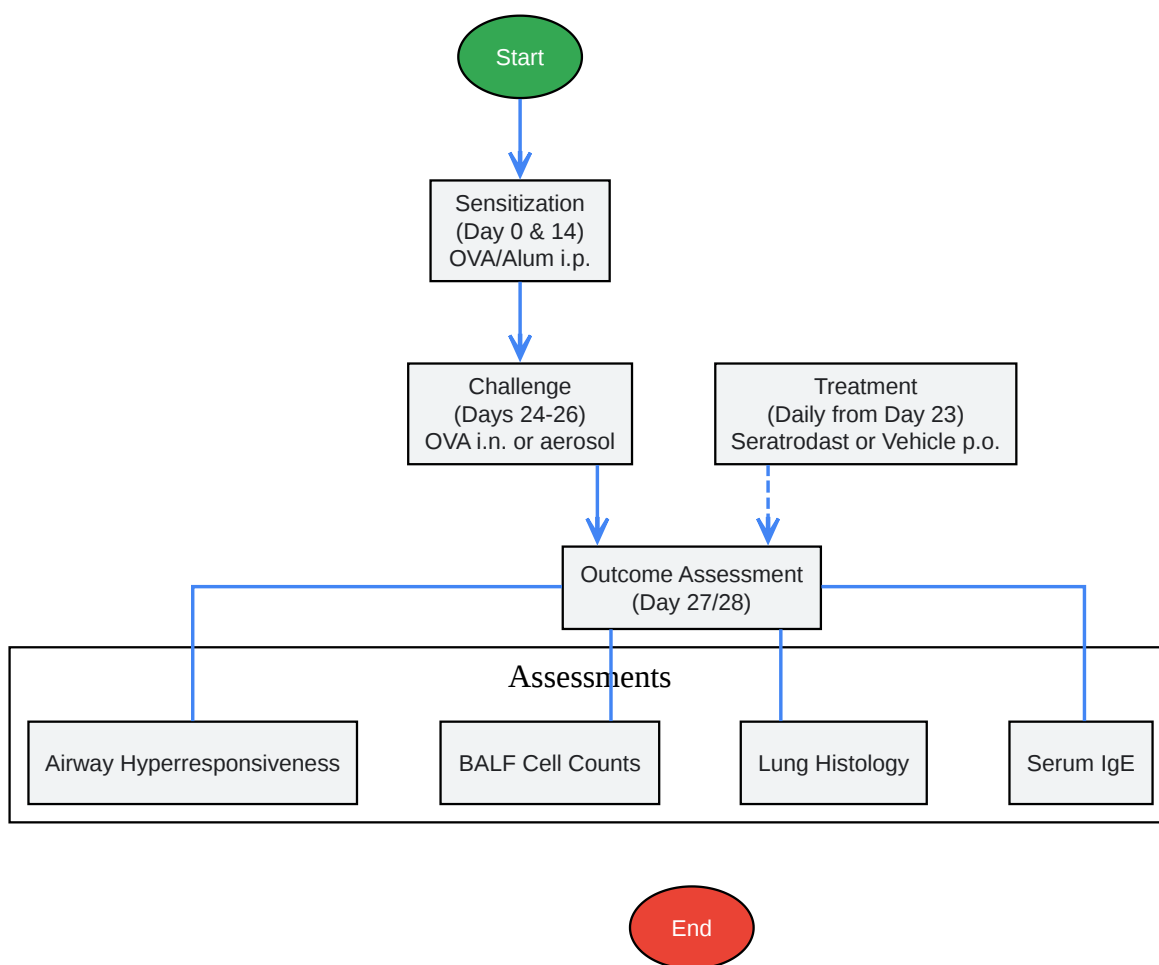 Start
Sensitization
(Day 0 & 14)
OVA/Alum i.p.
Challenge
(Days 24-26)
OVA i.n. or aerosol
Treatment
(Daily from Day 23)
Seratrodast or Vehicle p.o.
Outcome Assessment
(Day 27/28)
Assessments
Airway Hyperresponsiveness
BALF Cell Counts
Lung Histology
Serum IgE
End